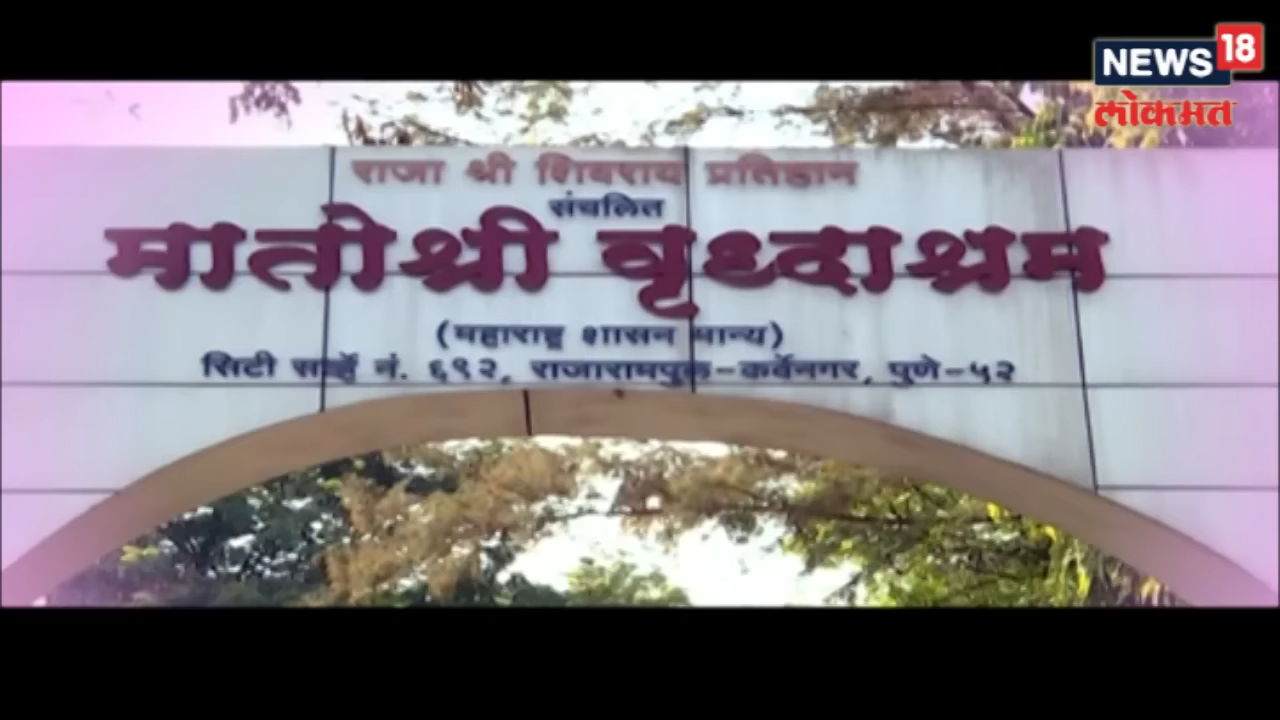 NEWS18
लोकमत
राजा श्री शिवराय प्रतिष्ठान
संचलित
मातोश्री वृध्दाश्रम
(महाराष्ट्र शासन मान्य)
सिटी सर्व्हे नं. ६९२, राजारामपुल-कर्वेनगर, पुणे-५२